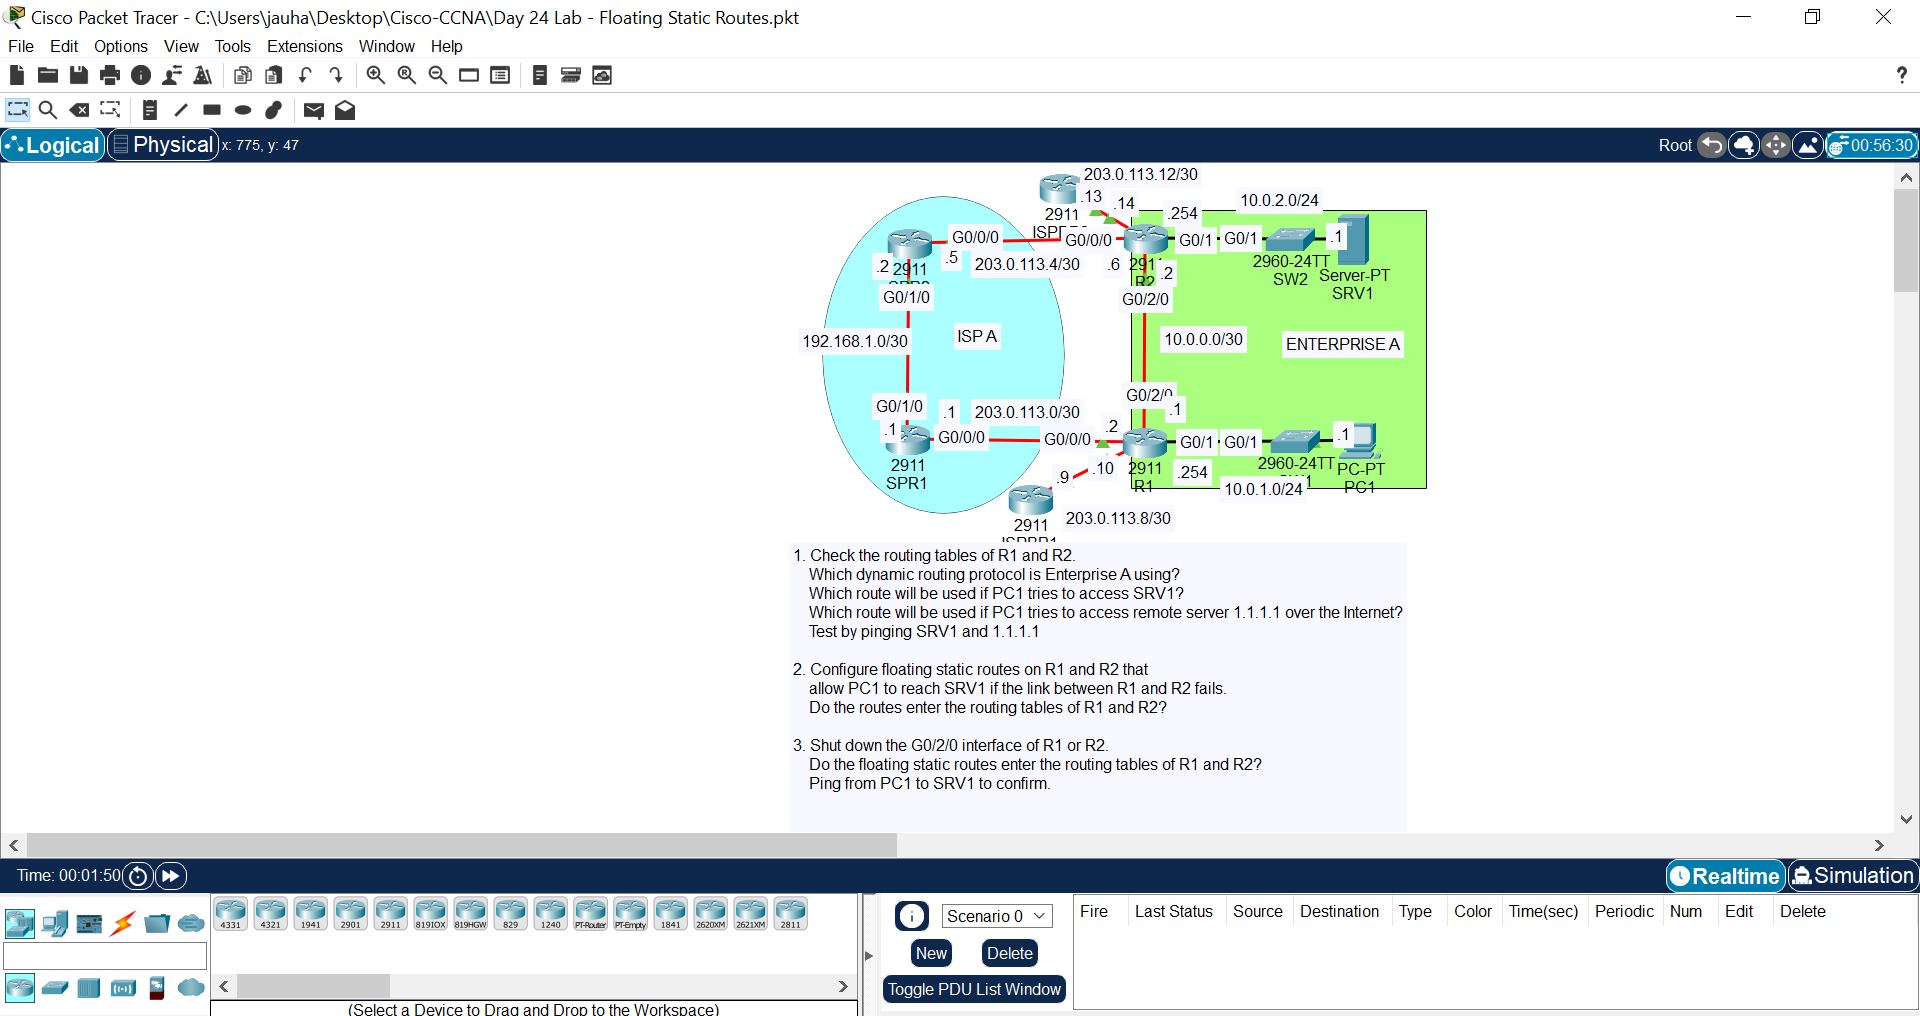 Cisco Packet Tracer - C:\Users\jauha\Desktop\Cisco-CCNA\Day 24 Lab - Floating Static Routes.pkt
File Edit Options View Tools Extensions Window Help
?
Logical Physical x: 775, y: 47 Root 00:56:30
203.0.113.12/30
.13 .14
2911
.254
10.0.2.0/24
G0/0/0
G0/0/0
G0/1 G0/1 .1
.2 2911 .5 203.0.113.4/30 .6 .2
R2
2960-24TT
SW2
Server-PT
SRV1
G0/1/0
G0/2/0
192.168.1.0/30
ISP A
10.0.0.0/30
ENTERPRISE A
G0/1/0 .1 203.0.113.0/30 .2
G0/2/0
.1
.1 G0/0/0 G0/0/0 G0/1 G0/1 .1
2911
SPR1
.9 .10 2911
R1
.254
2960-24TT
10.0.1.0/24
PC-PT
PC1
2911
203.0.113.8/30
1. Check the routing tables of R1 and R2.
Which dynamic routing protocol is Enterprise A using?
Which route will be used if PC1 tries to access SRV1?
Which route will be used if PC1 tries to access remote server 1.1.1.1 over the Internet?
Test by pinging SRV1 and 1.1.1.1
2. Configure floating static routes on R1 and R2 that
allow PC1 to reach SRV1 if the link between R1 and R2 fails.
Do the routes enter the routing tables of R1 and R2?
3. Shut down the G0/2/0 interface of R1 or R2.
Do the floating static routes enter the routing tables of R1 and R2?
Ping from PC1 to SRV1 to confirm.
Time: 00:01:50 Realtime Simulation
4331 4321 1941 2901 2911 819IOX 819HGW 829 1240 PT-Router PT-Empty 1841 2620XM 2621XM 2811
(Select a Device to Drag and Drop to the Workspace)
Scenario 0
New Delete
Toggle PDU List Window
Fire Last Status Source Destination Type Color Time(sec) Periodic Num Edit Delete